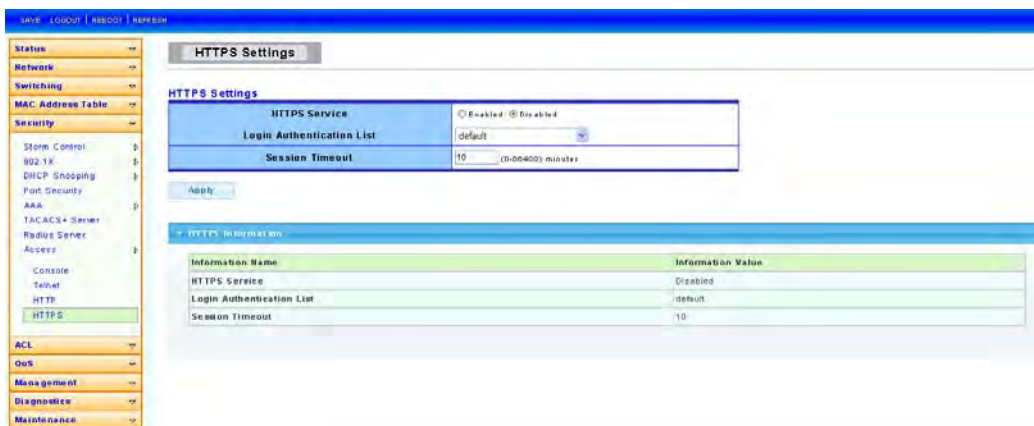 SAVE LOGOUT | REBOOT | REFRESH
Status
Network
Switching
MAC Address Table
Security
Storm Control
802.1X
DHCP Snooping
Port Security
AAA
TACACS+ Server
Radius Server
Access
Console
Telnet
HTTP
HTTPS
ACL
QoS
Management
Diagnostics
Maintenance
HTTPS Settings
HTTPS Settings
HTTPS Service Enabled Disabled
Login Authentication List default
Session Timeout 10 (0-86400) minutes
Apply
HTTPS Information
Information Name Information Value
HTTPS Service Disabled
Login Authentication List default
Session Timeout 10